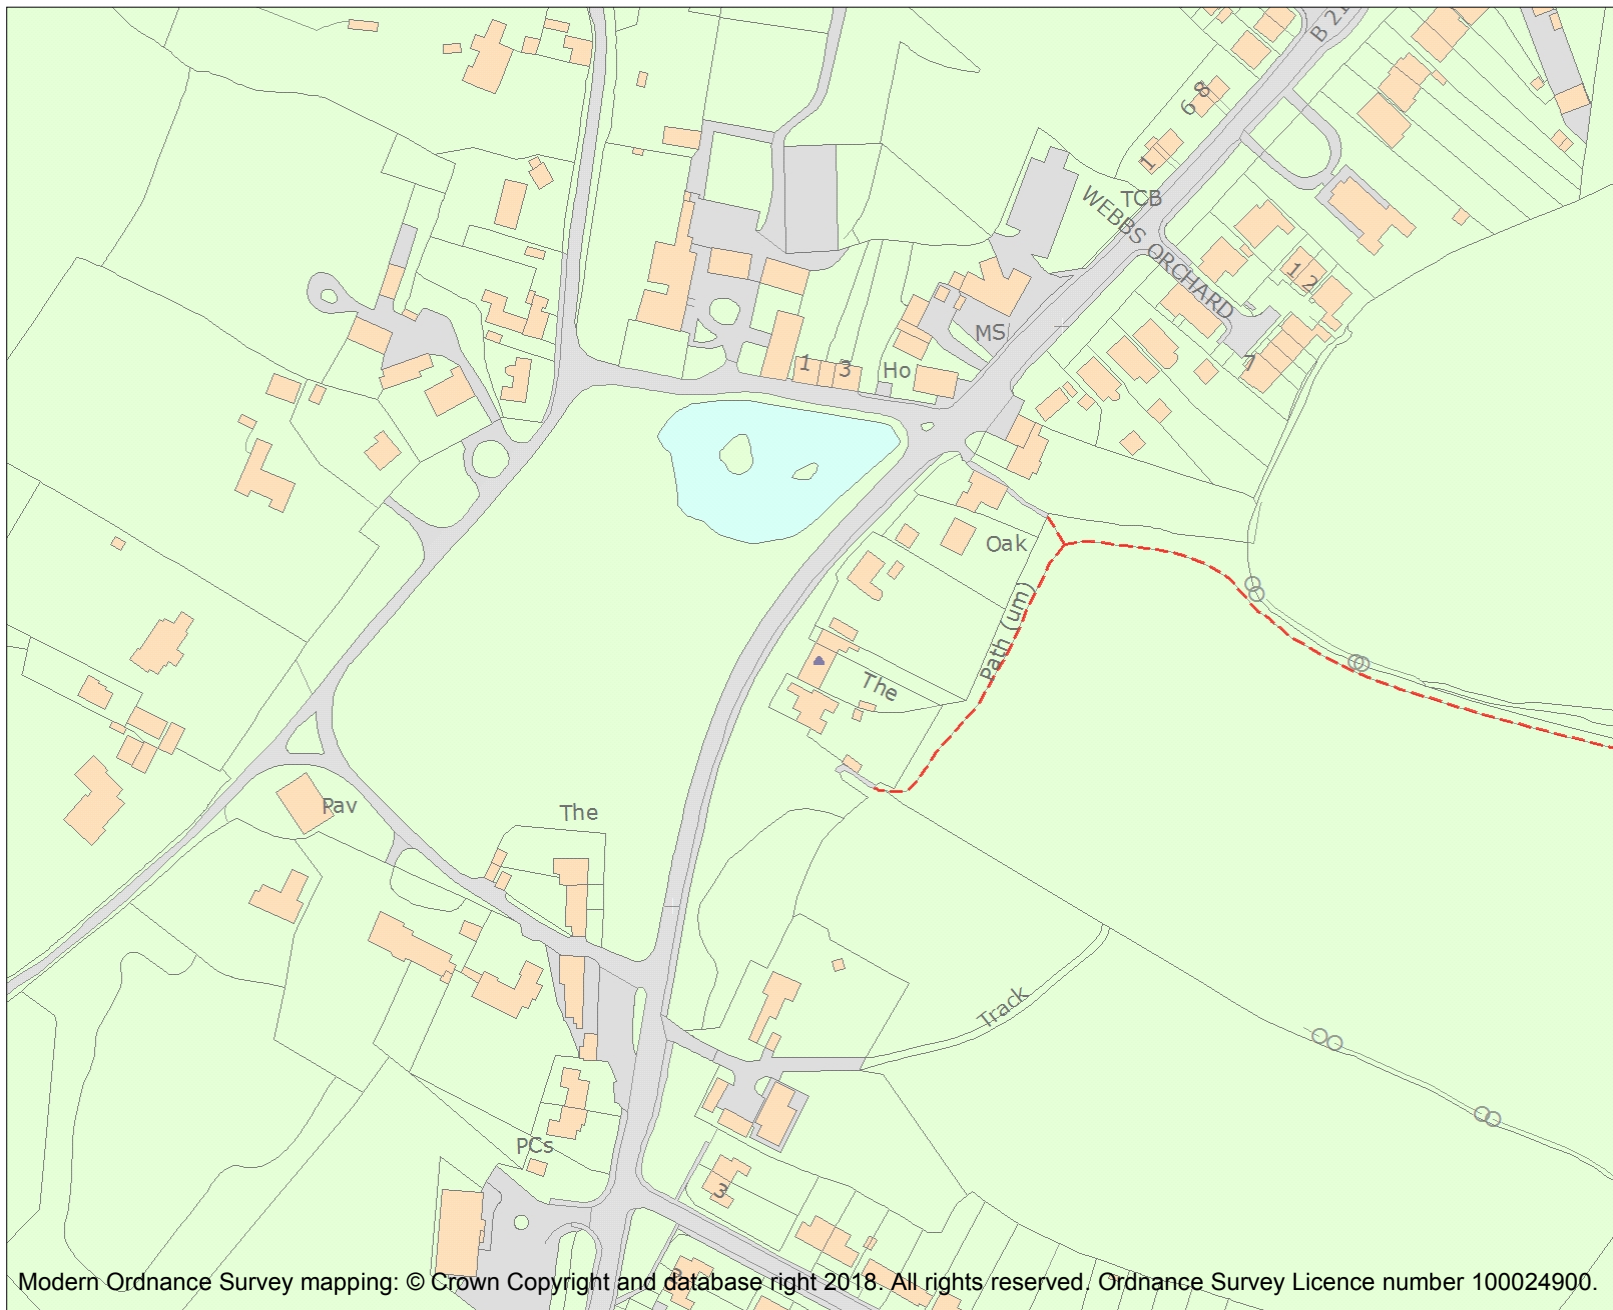 B 21
6 8
1
TCB
WEBBS ORCHARD
1 2
MS
7
1
3
Ho
Oak
Path (um)
The
Pav
The
Track
PCs
3
Modern Ordnance Survey mapping: © Crown Copyright and database right 2018. All rights reserved. Ordnance Survey Licence number 100024900.